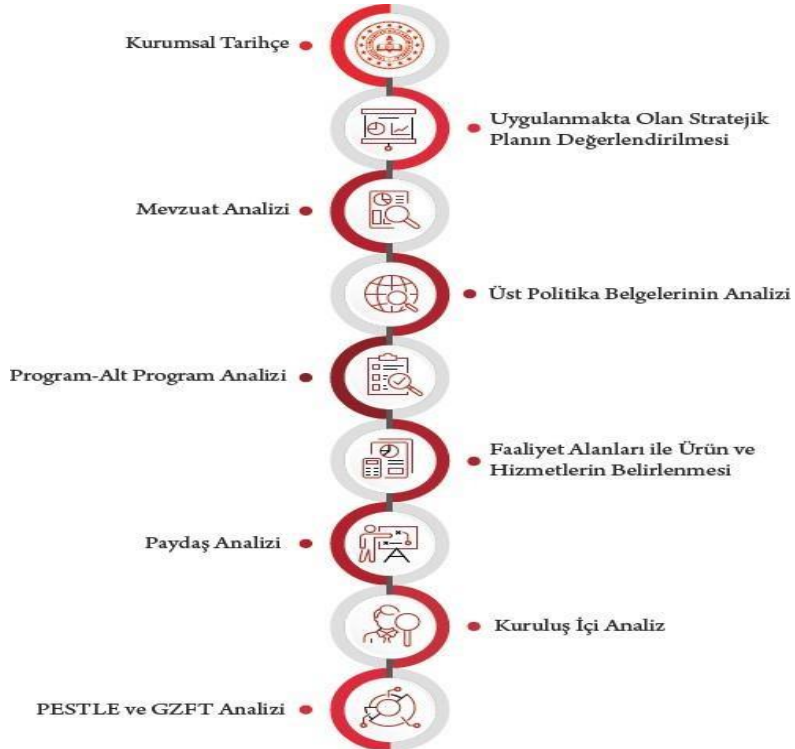 Kurumsal Tarihçe
Uygulanmakta Olan Stratejik
Planın Değerlendirilmesi
Mevzuat Analizi
Üst Politika Belgelerinin Analizi
Program-Alt Program Analizi
Faaliyet Alanları ile Ürün ve
Hizmetlerin Belirlenmesi
Paydaş Analizi
Kuruluş İçi Analiz
PESTLE ve GZFT Analizi